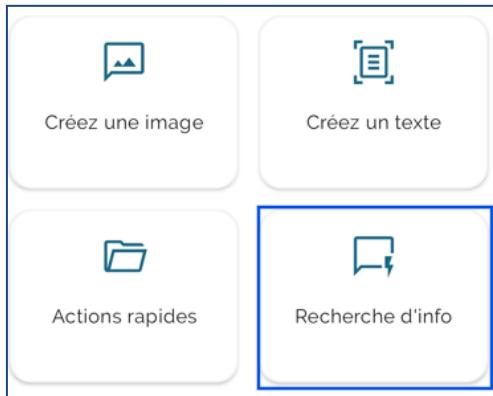 Créez une image
Créez un texte
Actions rapides
Recherche d'info